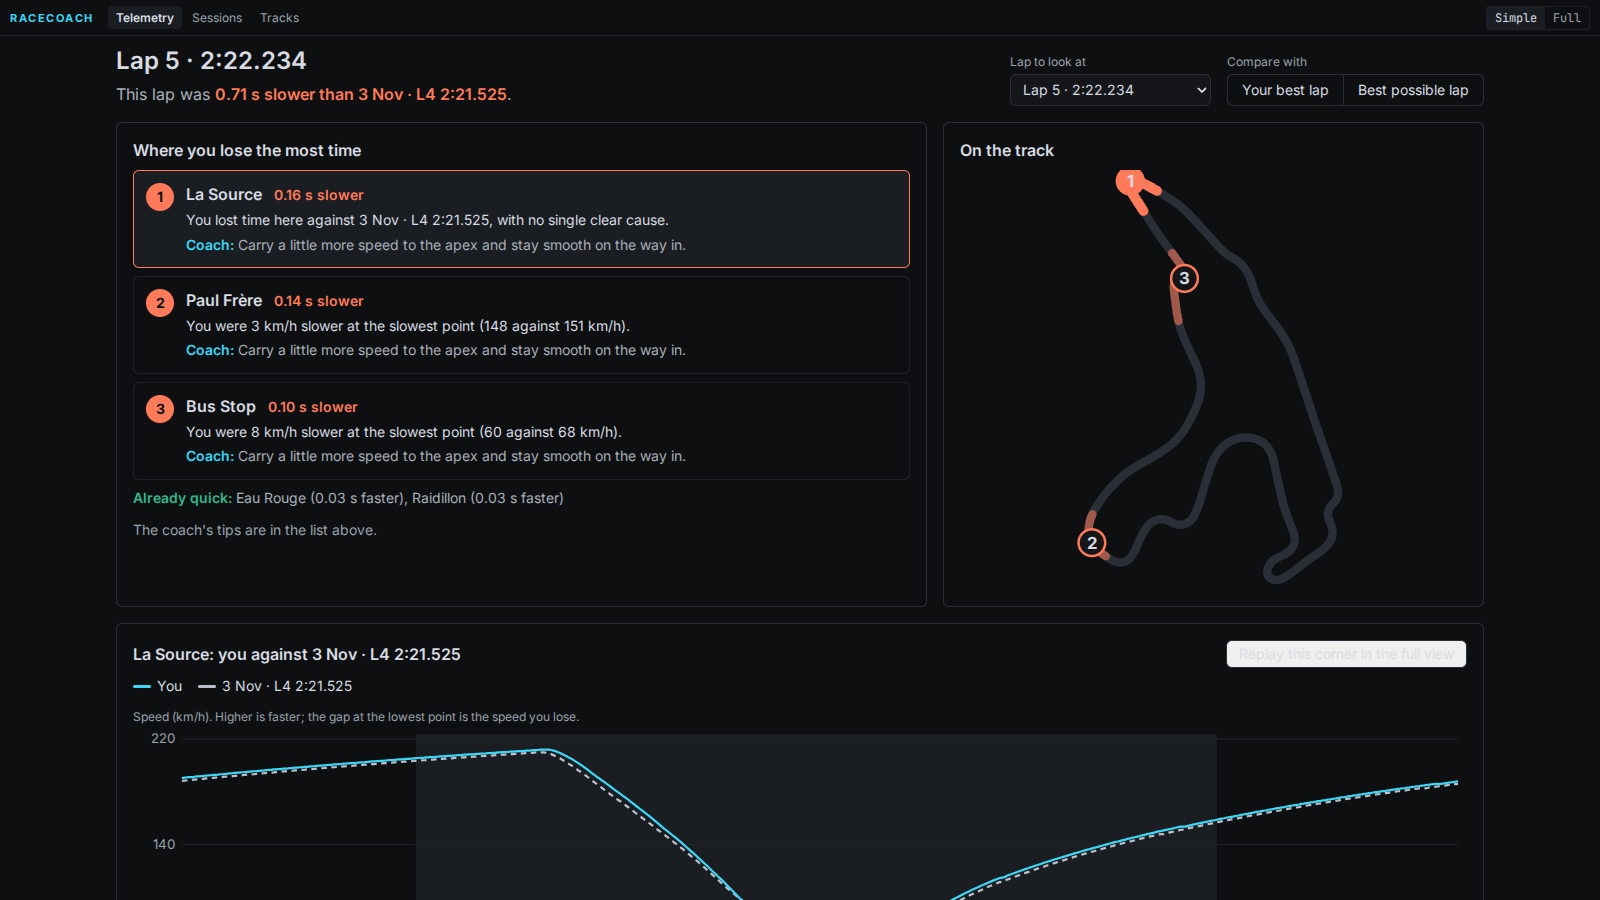 RACECOACH Telemetry Sessions Tracks Simple Full
Lap 5 · 2:22.234
This lap was 0.71 s slower than 3 Nov · L4 2:21.525.
Lap to look at
Lap 5 · 2:22.234
Compare with
Your best lap Best possible lap
Where you lose the most time
1 La Source 0.16 s slower
You lost time here against 3 Nov · L4 2:21.525, with no single clear cause.
Coach: Carry a little more speed to the apex and stay smooth on the way in.
2 Paul Frère 0.14 s slower
You were 3 km/h slower at the slowest point (148 against 151 km/h).
Coach: Carry a little more speed to the apex and stay smooth on the way in.
3 Bus Stop 0.10 s slower
You were 8 km/h slower at the slowest point (60 against 68 km/h).
Coach: Carry a little more speed to the apex and stay smooth on the way in.
Already quick: Eau Rouge (0.03 s faster), Raidillon (0.03 s faster)
The coach's tips are in the list above.
On the track
1
3
2
La Source: you against 3 Nov · L4 2:21.525
Replay this corner in the full view
You 3 Nov · L4 2:21.525
Speed (km/h). Higher is faster; the gap at the lowest point is the speed you lose.
220
140